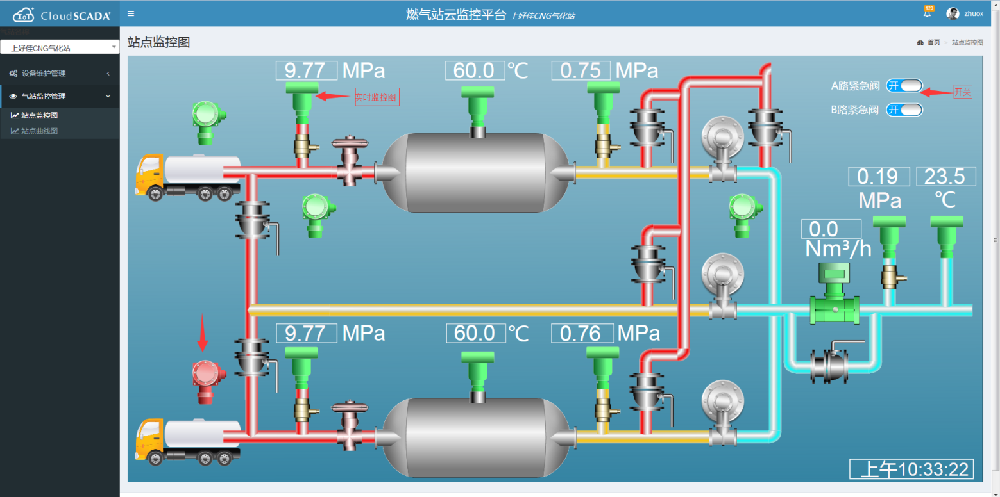 IoT CloudSCADA
燃气站云监控平台 上好佳CNG气化站
123
zhuox
气站名称
上好佳CNG气化站
设备维护管理
气站监控管理
站点监控图
站点曲线图
站点监控图
首页 > 站点监控图
9.77 MPa
60.0 ℃
0.75 MPa
实时监控图
A路紧急阀 开
开关
B路紧急阀 开
0.19
MPa
23.5
℃
0.0
Nm³/h
9.77 MPa
60.0 ℃
0.76 MPa
上午10:33:22